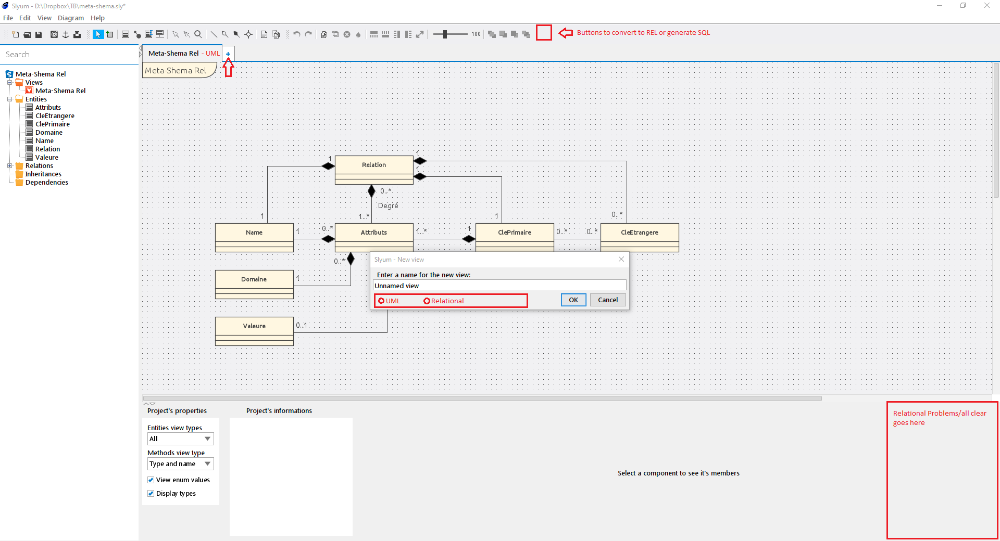 Slyum - D:\Dropbox\TB\meta-shema.sly*
File Edit View Diagram Help
100
Buttons to convert to REL or generate SQL
Search
Meta-Shema Rel - UML
+
Meta-Shema Rel
Meta-Shema Rel
Views
Meta-Shema Rel
Entities
Attributs
CleEtrangere
ClePrimaire
Domaine
Name
Relation
Valeure
Relations
Inheritances
Dependencies
1
Relation
1
1
0..*
Degré
1
1..*
1
0..*
Name
1
0..*
Attributs
1..*
1
ClePrimaire
0..*
0..*
CleEtrangere
0..*
Domaine
1
Valeure
0..1
Slyum - New view
Enter a name for the new view:
Unnamed view
UML
Relational
OK
Cancel
Project's properties
Entities view types
All
Methods view type
Type and name
View enum values
Display types
Project's informations
Select a component to see it's members
Relational Problems/all clear
goes here